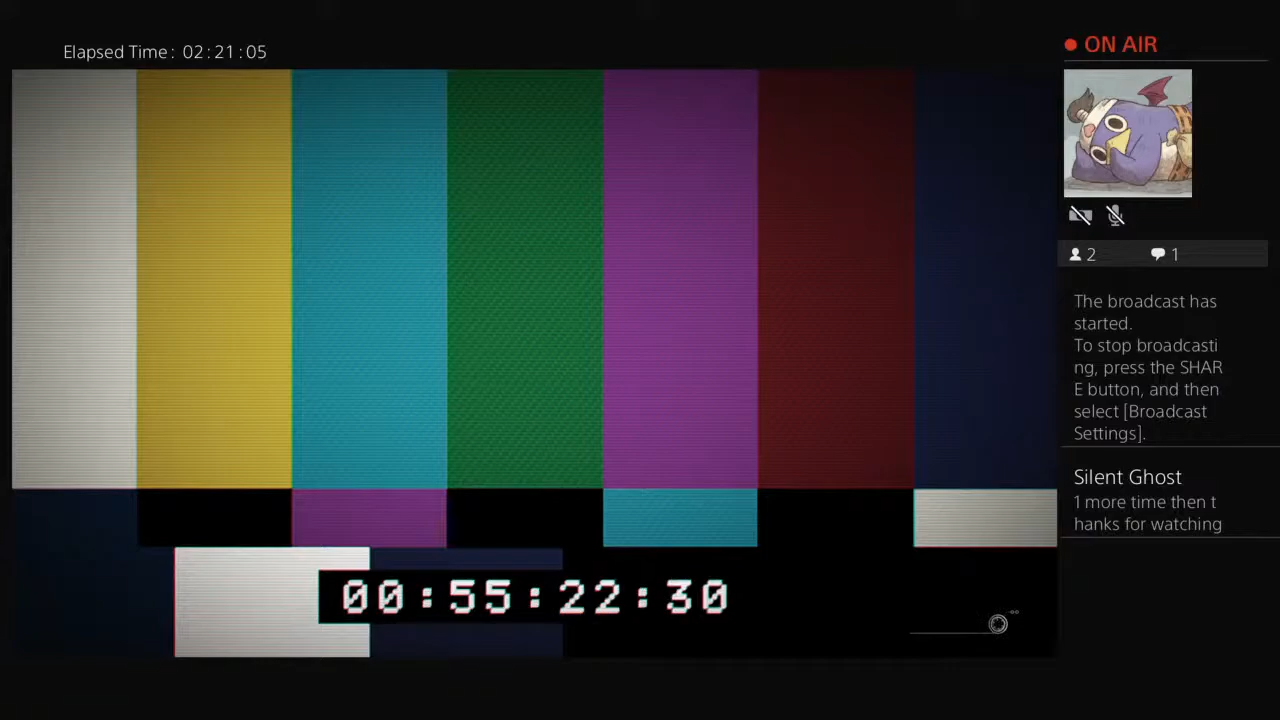 Elapsed Time: 02:21:05
ON AIR
2
1
The broadcast has
started.
To stop broadcasti
ng, press the SHAR
E button, and then
select [Broadcast
Settings].
Silent Ghost
1 more time then t
hanks for watching
00:55:22:30